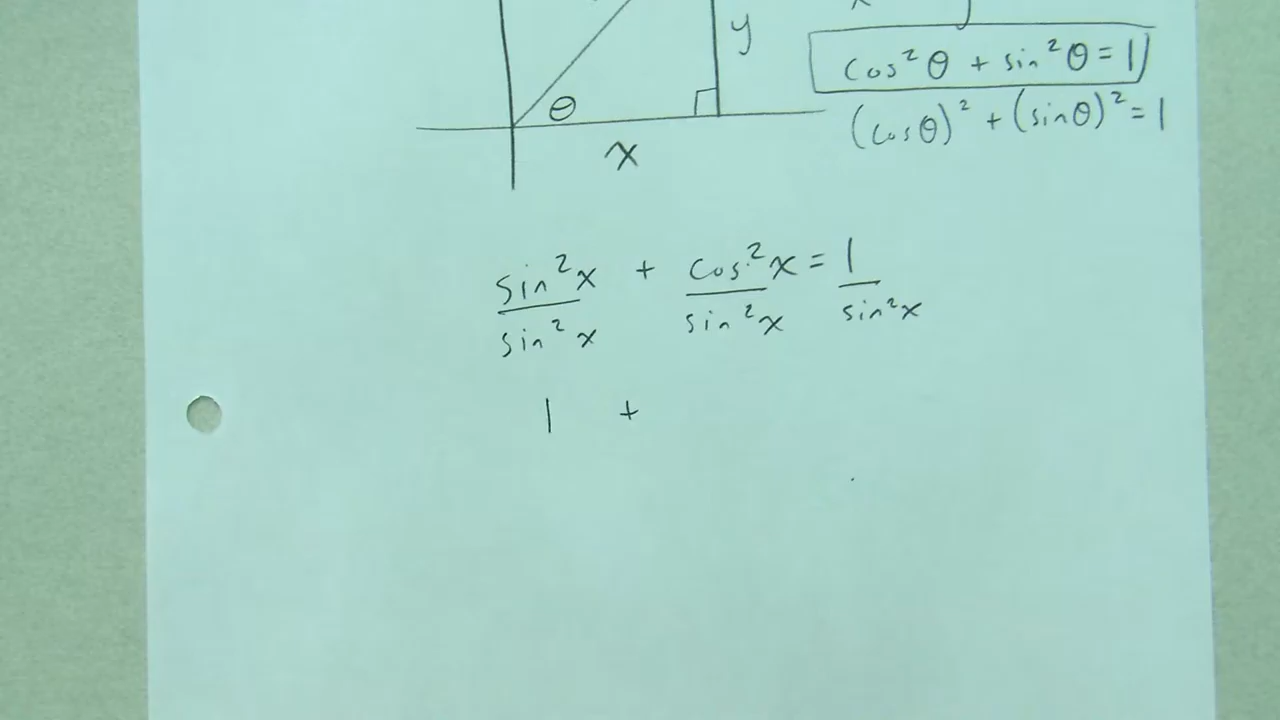 y
cos²θ + sin²θ = 1
(cosθ)² + (sinθ)² = 1
θ
x
sin²x/sin²x + cos²x/sin²x = 1/sin²x
1 +